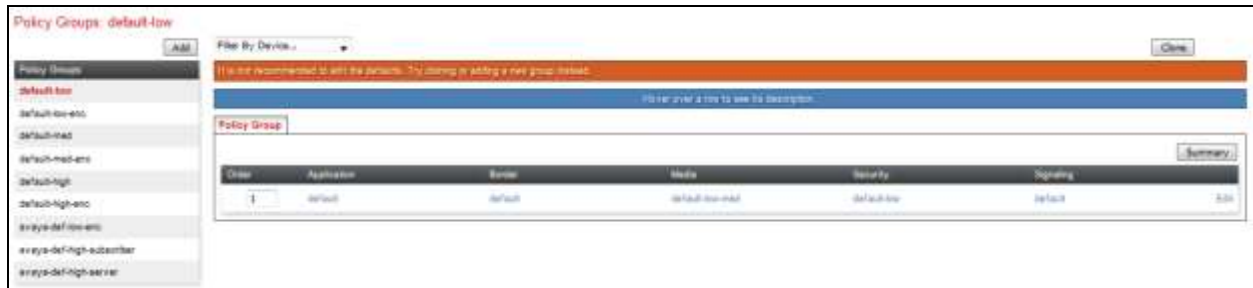 Policy Groups: default-low
Add
Filter By Device...
Clone
Policy Groups
It is not recommended to edit the defaults. Try cloning or adding a new group instead.
default-low
Hover over a row to see its description.
default-low-enc
Policy Group
default-med
default-med-enc
Summary
default-high
Order Application Border Media Security Signaling
default-high-enc
1 default default default-low-med default-low default Edit
avaya-def-low-enc
avaya-def-high-subscriber
avaya-def-high-server